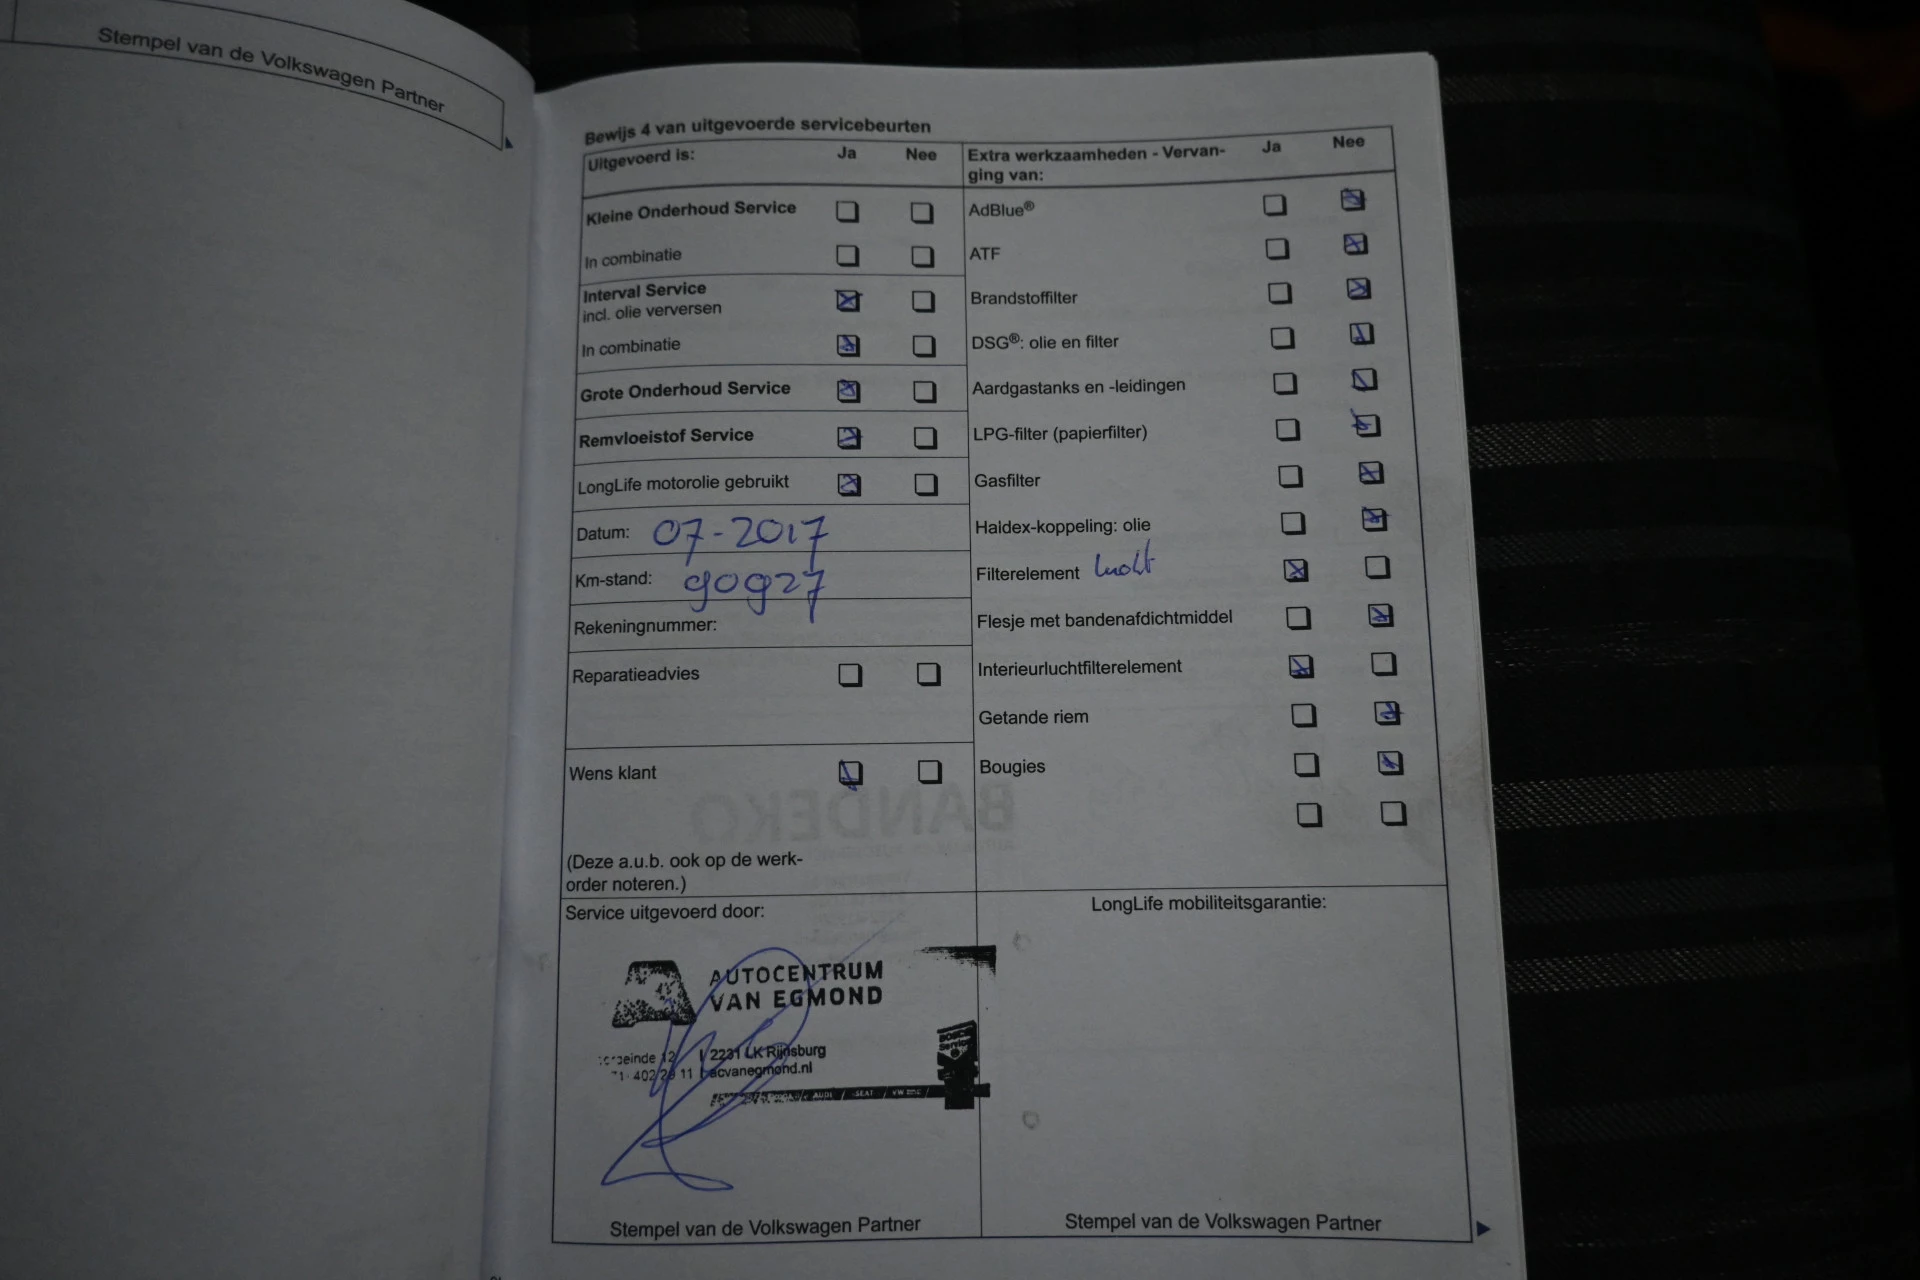 Stempel van de Volkswagen Partner
Bewijs 4 van uitgevoerde servicebeurten
Uitgevoerd is: Ja Nee
Kleine Onderhoud Service
In combinatie
Interval Service
incl. olie verversen
In combinatie
Grote Onderhoud Service
Remvloeistof Service
LongLife motorolie gebruikt
Datum: 07-2017
Km-stand: 90927
Rekeningnummer:
Reparatieadvies
Wens klant
(Deze a.u.b. ook op de werk-
order noteren.)
Extra werkzaamheden - Vervan- Ja Nee
ging van:
AdBlue®
ATF
Brandstoffilter
DSG®: olie en filter
Aardgastanks en -leidingen
LPG-filter (papierfilter)
Gasfilter
Haldex-koppeling: olie
Filterelement lucht
Flesje met bandenafdichtmiddel
Interieurluchtfilterelement
Getande riem
Bougies
Service uitgevoerd door:
AUTOCENTRUM
VAN EGMOND
2231 LK Rijnsburg
acvanegmond.nl
AUDI / SEAT /
Stempel van de Volkswagen Partner
LongLife mobiliteitsgarantie:
Stempel van de Volkswagen Partner